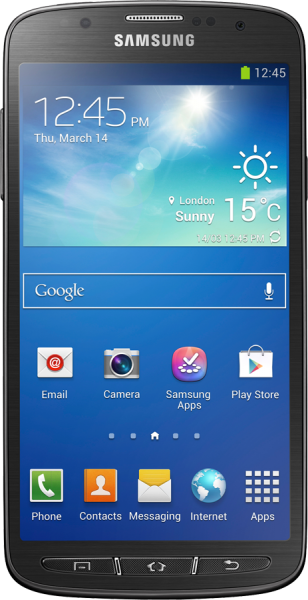 SAMSUNG
12:45
12:45 PM
Thu, March 14
London
Sunny 15°C
14/03 12:45 PM
Google
Email Camera Samsung Apps Play Store
Phone Contacts Messaging Internet Apps